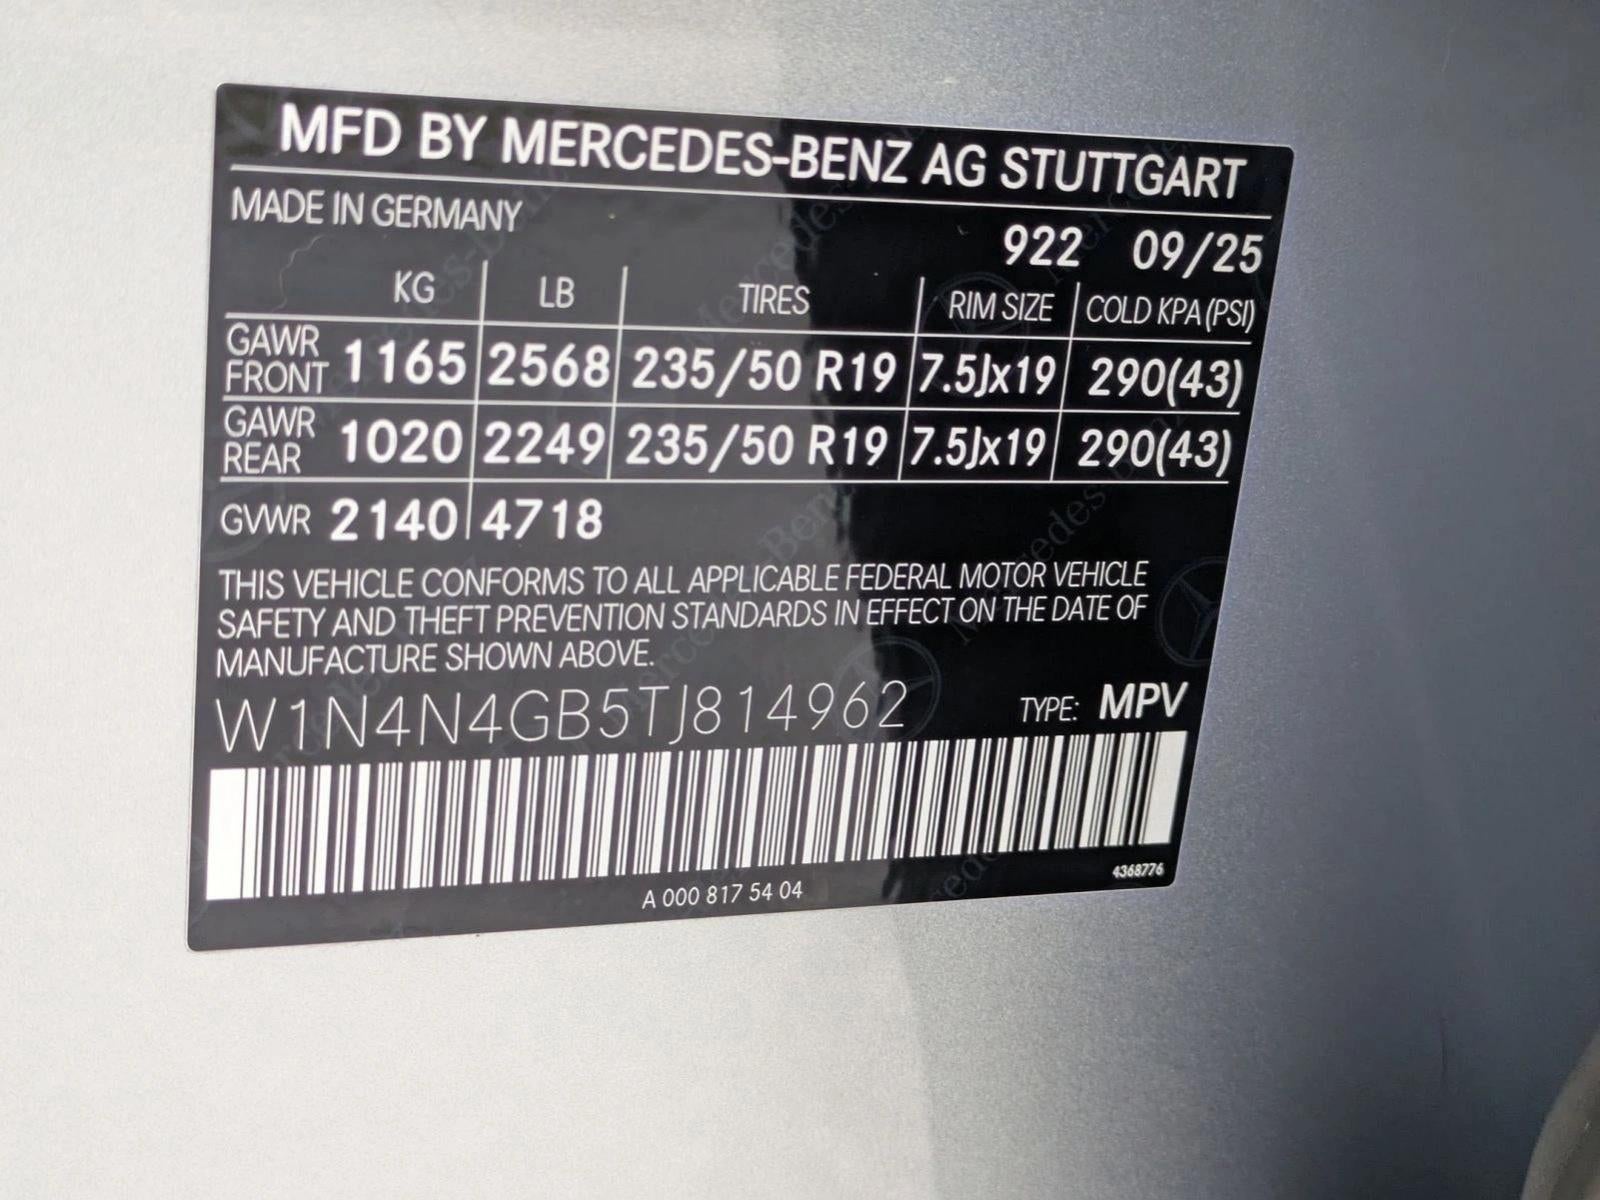 MFD BY MERCEDES-BENZ AG STUTTGART
MADE IN GERMANY
922 09/25
KG LB TIRES RIM SIZE COLD KPA (PSI)
GAWR FRONT 1165 2568 235/50 R19 7.5Jx19 290(43)
GAWR REAR 1020 2249 235/50 R19 7.5Jx19 290(43)
GVWR 2140 4718
THIS VEHICLE CONFORMS TO ALL APPLICABLE FEDERAL MOTOR VEHICLE
SAFETY AND THEFT PREVENTION STANDARDS IN EFFECT ON THE DATE OF
MANUFACTURE SHOWN ABOVE.
W1N4N4GB5TJ814962 TYPE: MPV
4368776
A 000 817 54 04